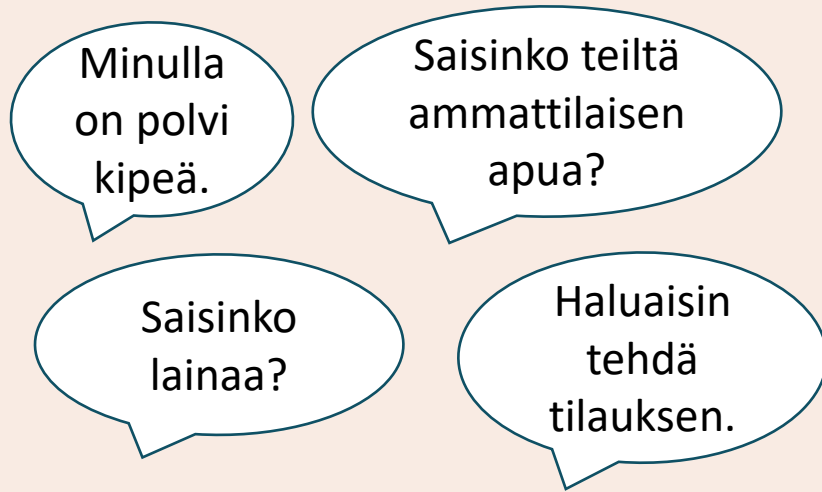 Minulla
on polvi
kipeä.
Saisinko teiltä
ammattilaisen
apua?
Saisinko
lainaa?
Haluaisin
tehdä
tilauksen.